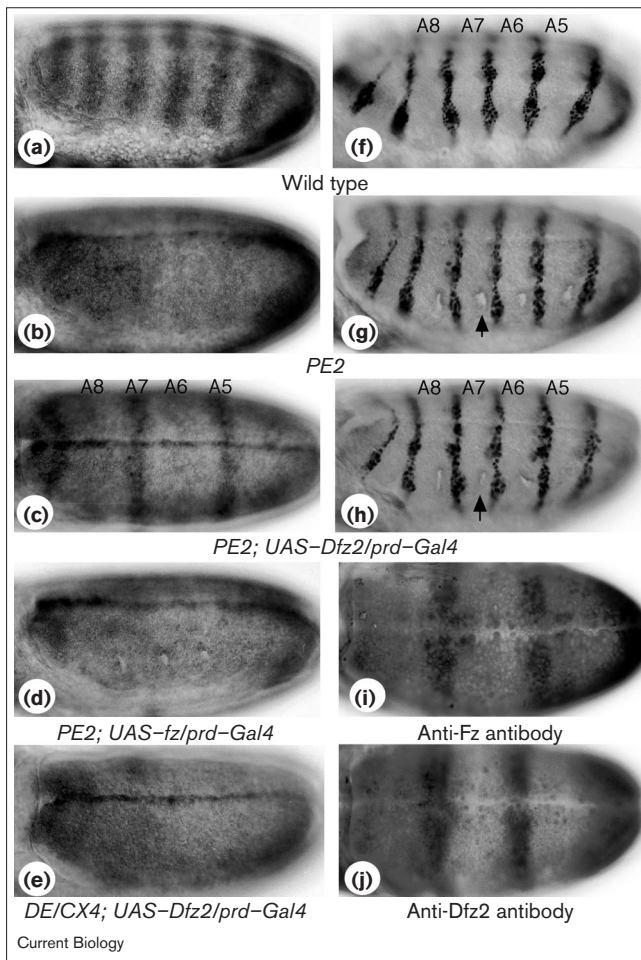 A8 A7 A6 A5
(a)
(f)
Wild type
(b)
(g)
PE2
A8 A7 A6 A5
A8 A7 A6 A5
(c)
(h)
PE2; UAS–Dfz2/prd–Gal4
(d)
(i)
PE2; UAS–fz/prd–Gal4
Anti-Fz antibody
(e)
(j)
DE/CX4; UAS–Dfz2/prd–Gal4
Anti-Dfz2 antibody
Current Biology